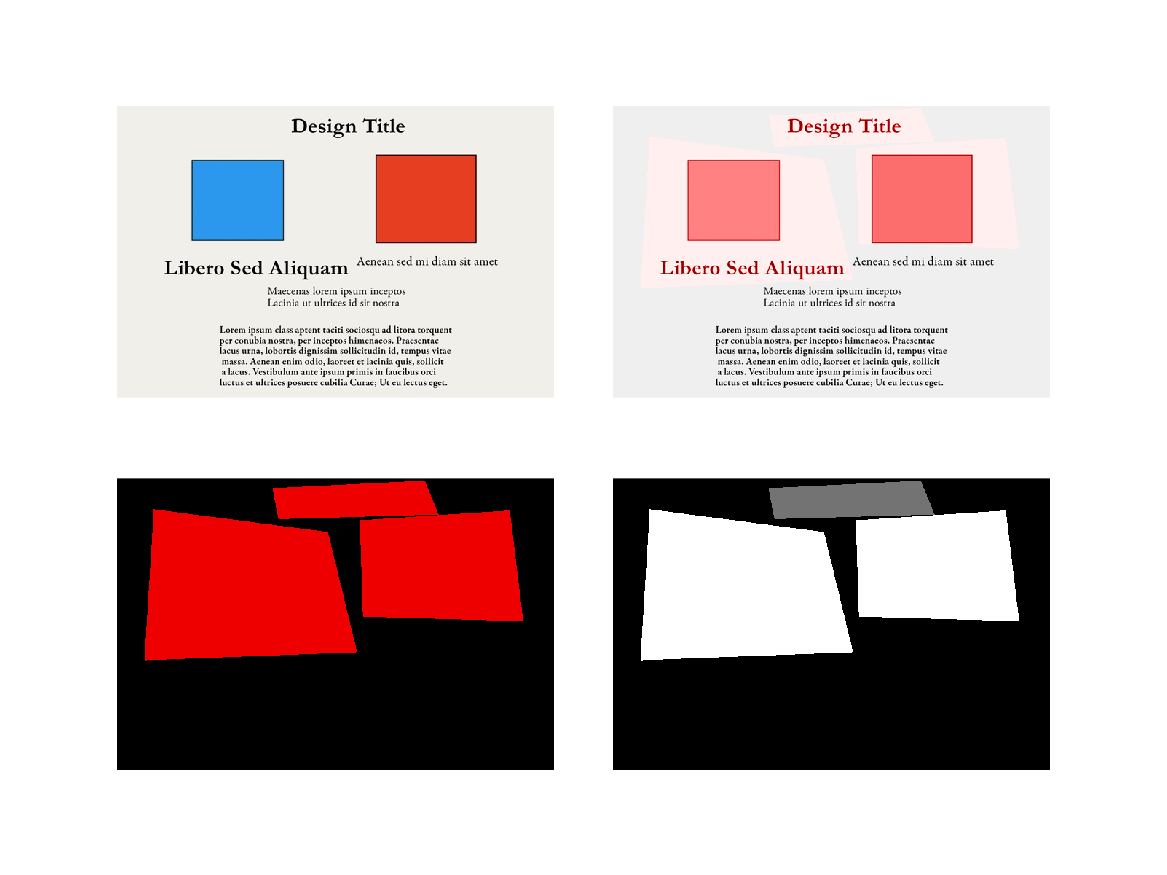 Design Title
Libero Sed Aliquam
Aenean sed mi diam sit amet
Maecenas lorem ipsum inceptos
Lacinia ut ultrices id sit nostra
Lorem ipsum class aptent taciti sociosqu ad litora torquent
per conubia nostra, per inceptos himenaeos. Praesentae
lacus urna, lobortis dignissim sollicitudin id, tempus vitae
massa. Aenean enim odio, laoreet et lacinia quis, sollicit
a lacus. Vestibulum ante ipsum primis in faucibus orci
luctus et ultrices posuere cubilia Curae; Ut eu lectus eget.
Design Title
Libero Sed Aliquam
Aenean sed mi diam sit amet
Maecenas lorem ipsum inceptos
Lacinia ut ultrices id sit nostra
Lorem ipsum class aptent taciti sociosqu ad litora torquent
per conubia nostra, per inceptos himenaeos. Praesentae
lacus urna, lobortis dignissim sollicitudin id, tempus vitae
massa. Aenean enim odio, laoreet et lacinia quis, sollicit
a lacus. Vestibulum ante ipsum primis in faucibus orci
luctus et ultrices posuere cubilia Curae; Ut eu lectus eget.